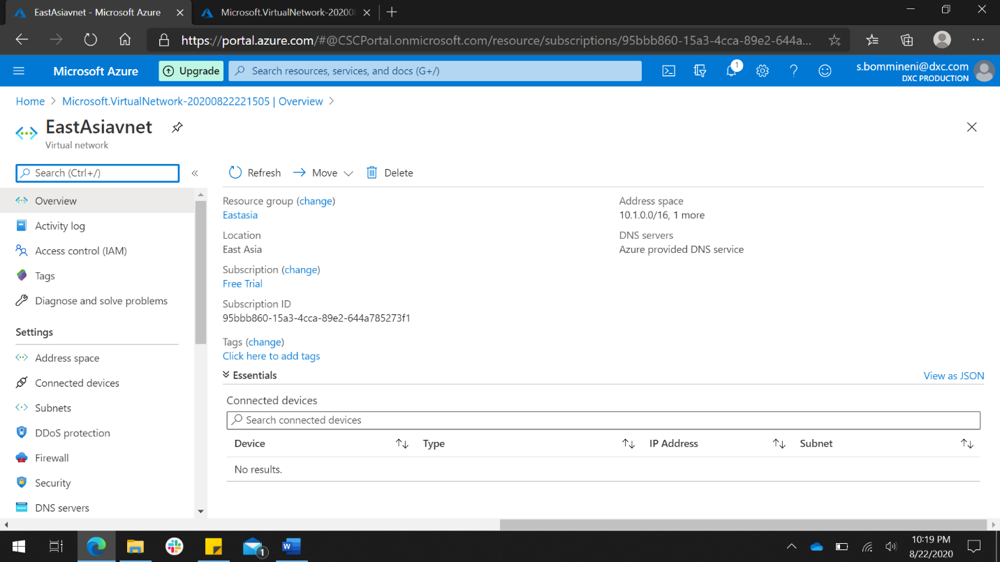 EastAsiavnet - Microsoft Azure
Microsoft.VirtualNetwork-20200
https://portal.azure.com/#@CSCPortal.onmicrosoft.com/resource/subscriptions/95bbb860-15a3-4cca-89e2-644a...
Microsoft Azure
Upgrade
Search resources, services, and docs (G+/)
1
s.bommineni@dxc.com
DXC PRODUCTION
Home > Microsoft.VirtualNetwork-20200822221505 | Overview >
EastAsiavnet
Virtual network
Search (Ctrl+/)
Refresh
Move
Delete
Overview
Activity log
Access control (IAM)
Tags
Diagnose and solve problems
Settings
Address space
Connected devices
Subnets
DDoS protection
Firewall
Security
DNS servers
Resource group (change)
Eastasia
Location
East Asia
Subscription (change)
Free Trial
Subscription ID
95bbb860-15a3-4cca-89e2-644a785273f1
Tags (change)
Click here to add tags
Address space
10.1.0.0/16, 1 more
DNS servers
Azure provided DNS service
Essentials
View as JSON
Connected devices
Search connected devices
Device Type IP Address Subnet
No results.
1
10:19 PM
8/22/2020